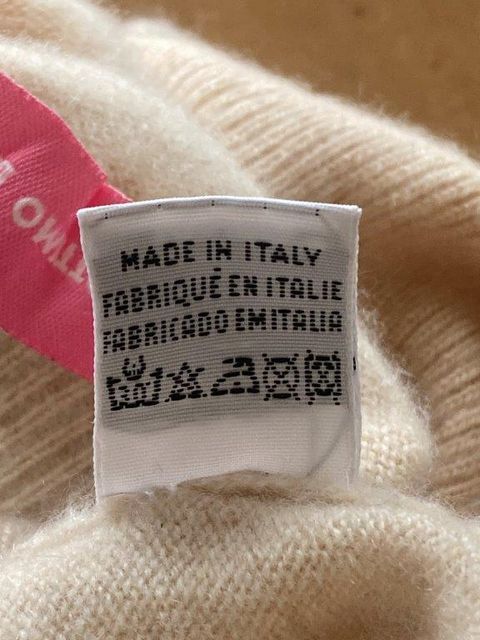 MADE IN ITALY
FABRIQUÉ EN ITALIE
FABRICADO EM ITALIA